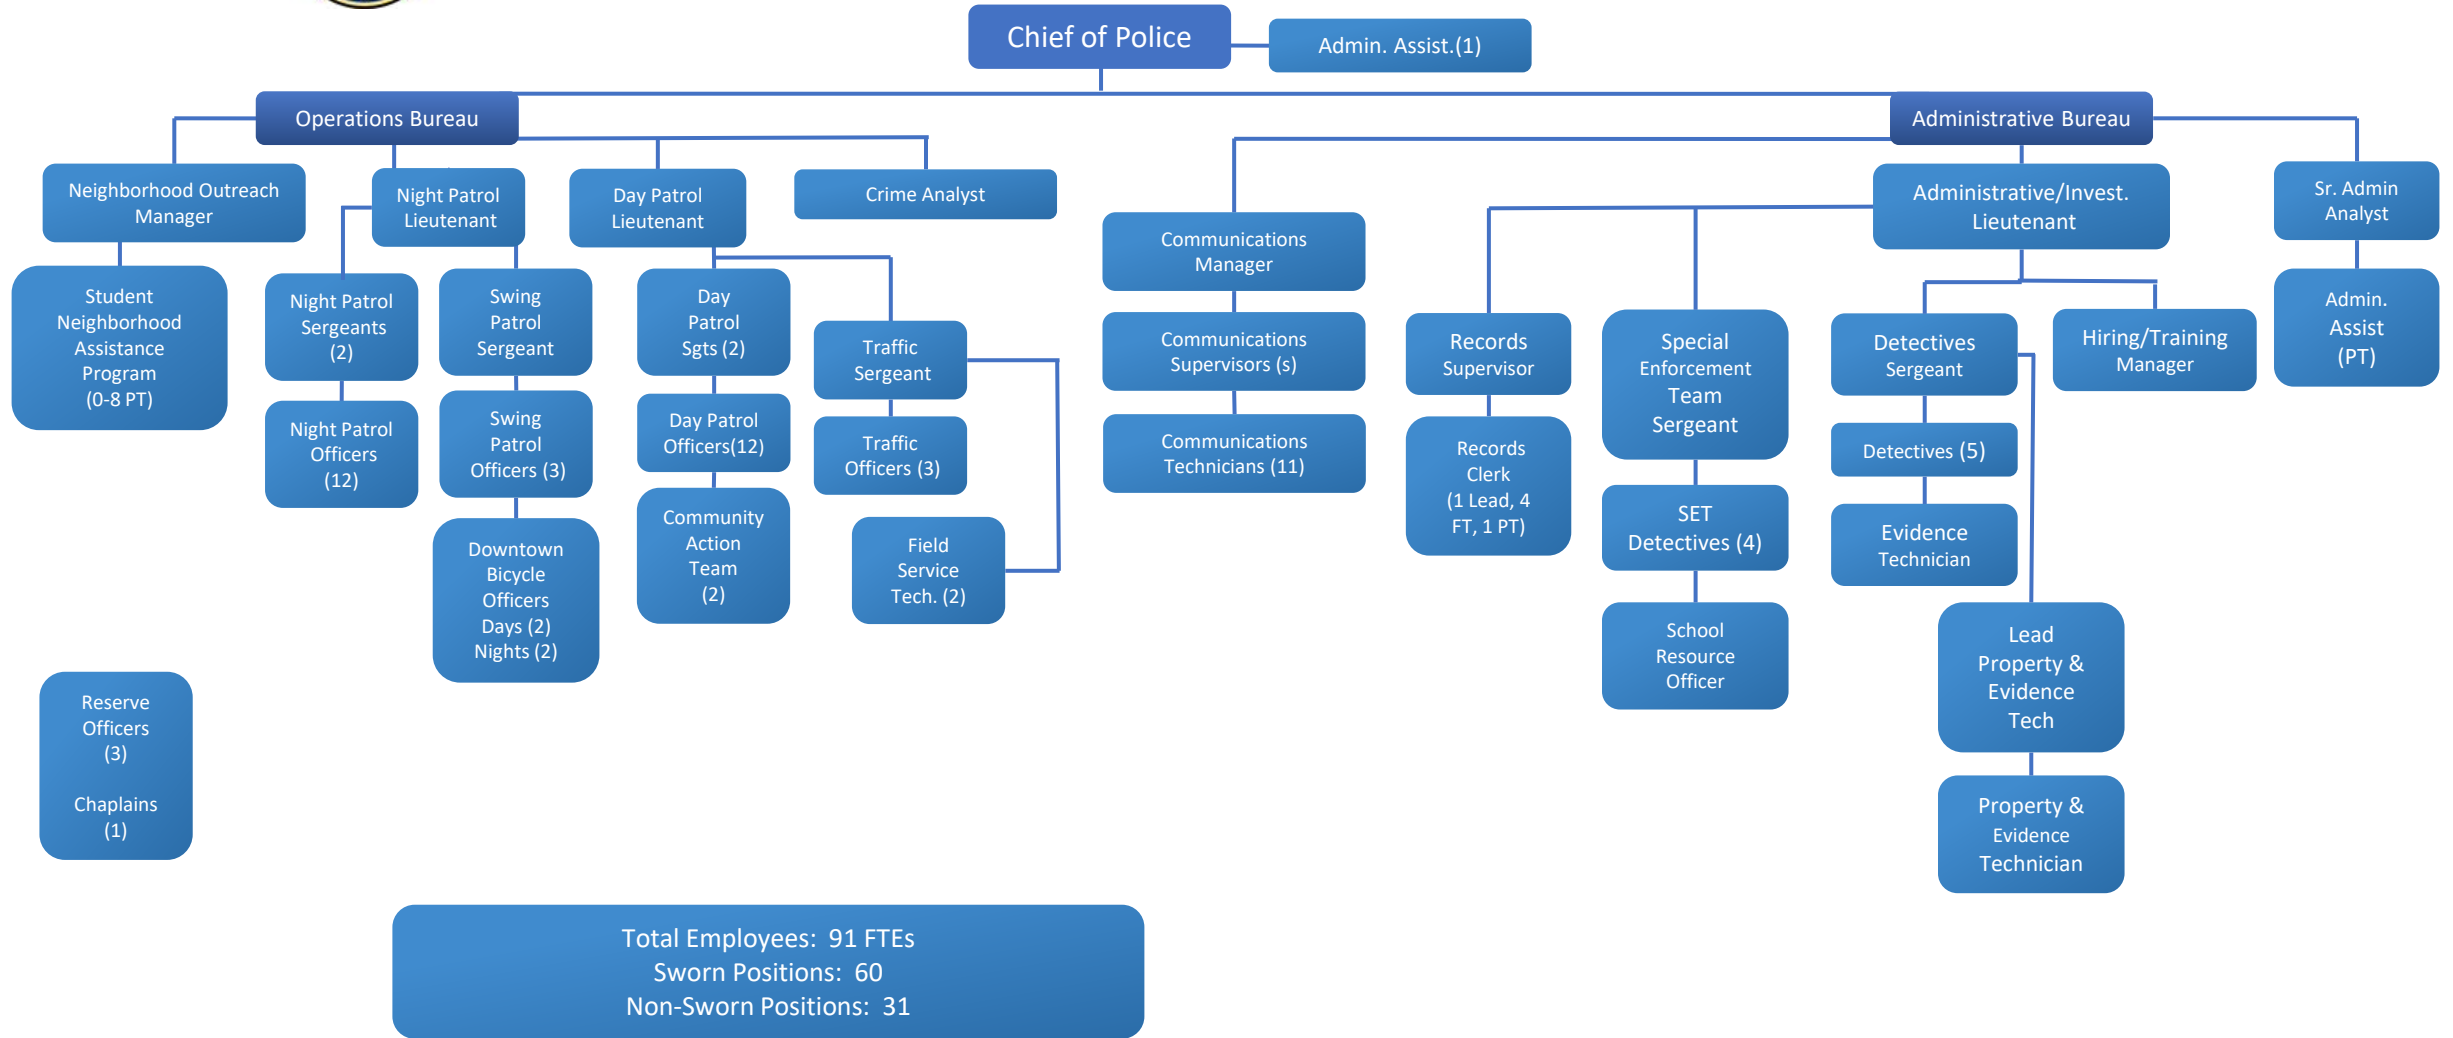 Chief of Police
Admin. Assist.(1)
Operations Bureau
Administrative Bureau
Neighborhood Outreach
Manager
Night Patrol
Lieutenant
Day Patrol
Lieutenant
Crime Analyst
Communications
Manager
Administrative/Invest.
Lieutenant
Sr. Admin
Analyst
Student
Neighborhood
Assistance
Program
(0-8 PT)
Night Patrol
Sergeants
(2)
Swing
Patrol
Sergeant
Day
Patrol
Sgts (2)
Traffic
Sergeant
Communications
Supervisors (s)
Records
Supervisor
Special
Enforcement
Team
Sergeant
Detectives
Sergeant
Hiring/Training
Manager
Admin.
Assist
(PT)
Night Patrol
Officers
(12)
Swing
Patrol
Officers (3)
Day Patrol
Officers(12)
Traffic
Officers (3)
Communications
Technicians (11)
Records
Clerk
(1 Lead, 4
FT, 1 PT)
SET
Detectives (4)
Detectives (5)
Evidence
Technician
Downtown
Bicycle
Officers
Days (2)
Nights (2)
Community
Action
Team
(2)
Field
Service
Tech. (2)
School
Resource
Officer
Lead
Property &
Evidence
Tech
Reserve
Officers
(3)
Chaplains
(1)
Property &
Evidence
Technician
Total Employees: 91 FTEs
Sworn Positions: 60
Non-Sworn Positions: 31